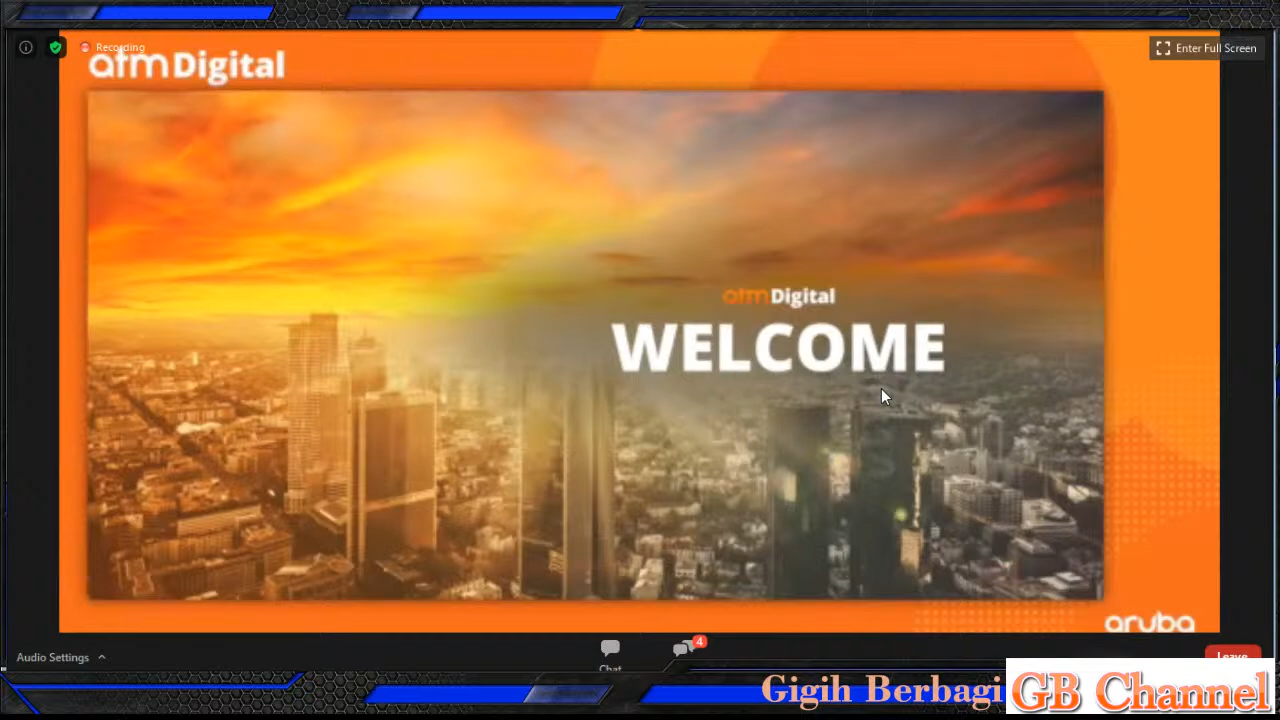 Recording
Enter Full Screen
atmDigital
atmDigital
WELCOME
aruba
Audio Settings
4
Chat
Leave
Gigih Berbagi
GB Channel